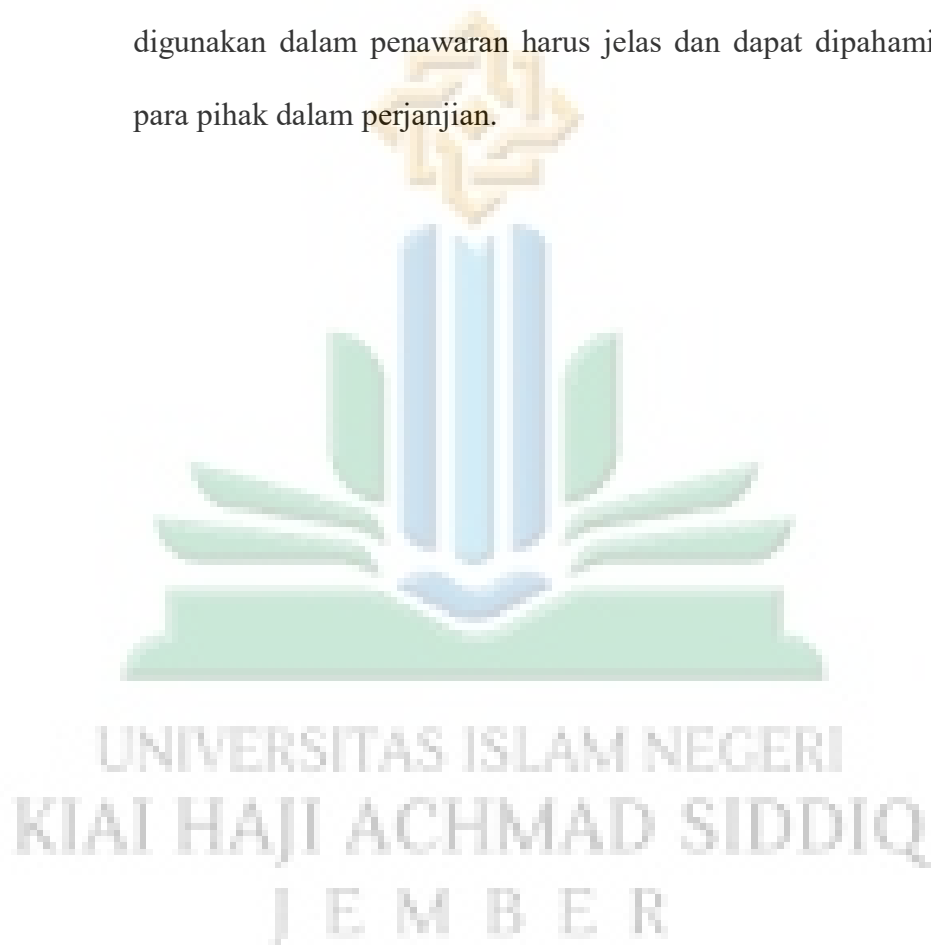 digunakan dalam penawaran harus jelas dan dapat dipahami
para pihak dalam perjanjian.
UNIVERSITAS ISLAM NEGERI
KIAI HAJI ACHMAD SIDDIQ
JEMBER